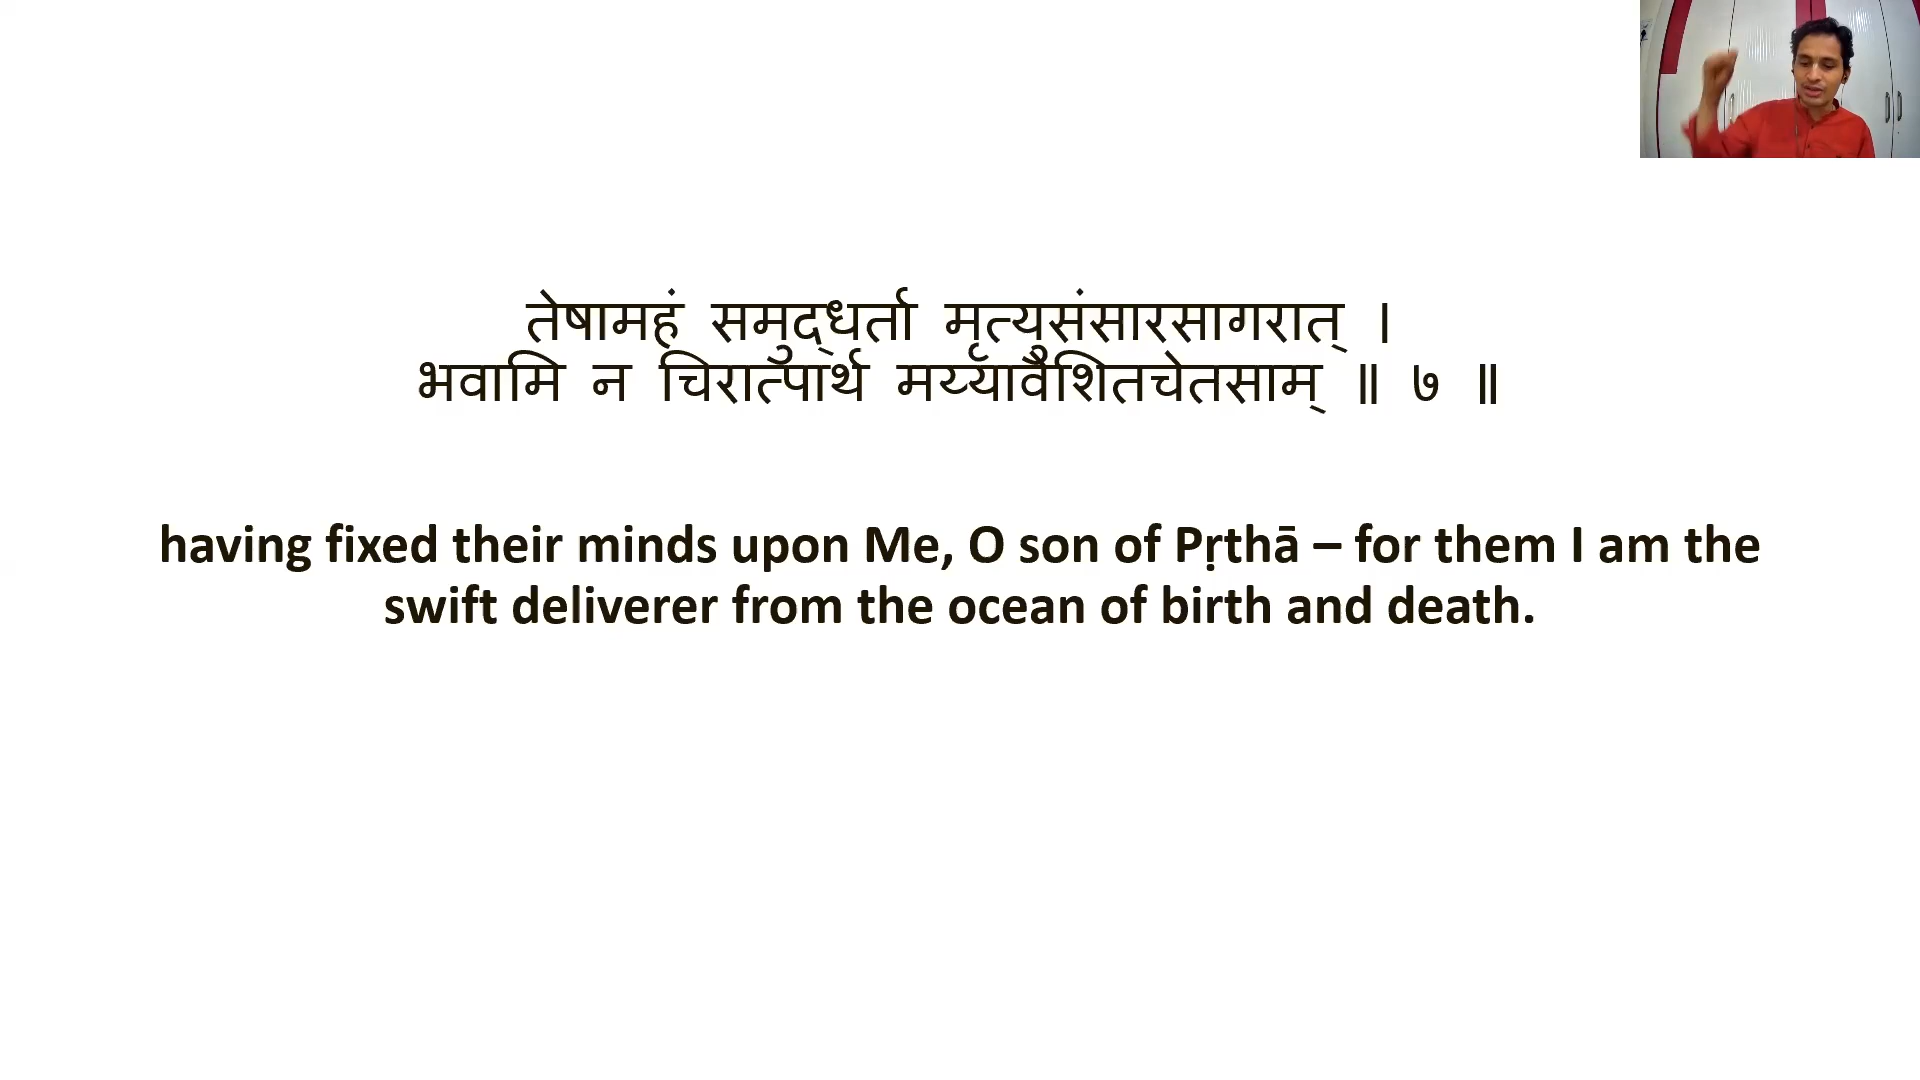 तेषामहं समुद्धर्ता मृत्युसंसारसागरात् ।
भवामि न चिरात्पार्थ मय्यावेशितचेतसाम् ॥ ७ ॥
having fixed their minds upon Me, O son of Pṛthā – for them I am the
swift deliverer from the ocean of birth and death.